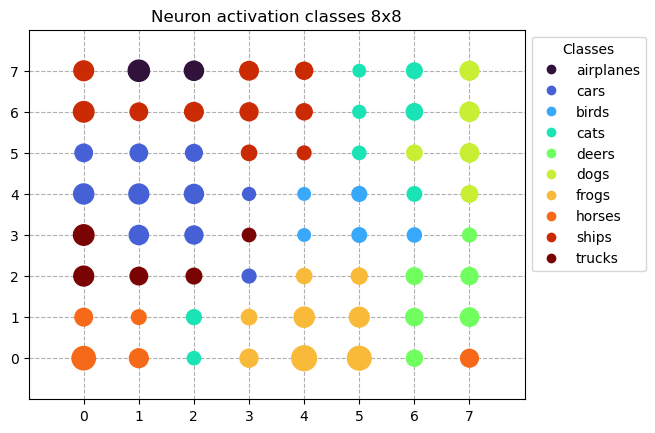 Neuron activation classes 8x8
7
6
5
4
3
2
1
0
0 1 2 3 4 5 6 7
Classes
airplanes
cars
birds
cats
deers
dogs
frogs
horses
ships
trucks